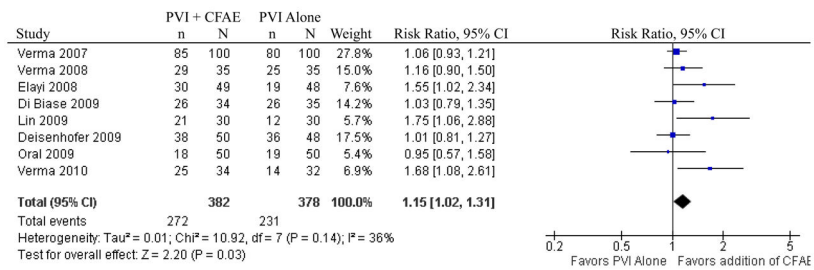 PVI + CFAE PVI Alone
Study n N n N Weight Risk Ratio, 95% CI Risk Ratio, 95% CI
Verma 2007 85 100 80 100 27.8% 1.06 [0.93, 1.21]
Verma 2008 29 35 25 35 15.0% 1.16 [0.90, 1.50]
Elayi 2008 30 49 19 48 7.6% 1.55 [1.02, 2.34]
Di Biase 2009 26 34 26 35 14.2% 1.03 [0.79, 1.35]
Lin 2009 21 30 12 30 5.7% 1.75 [1.06, 2.88]
Deisenhofer 2009 38 50 36 48 17.5% 1.01 [0.81, 1.27]
Oral 2009 18 50 19 50 5.4% 0.95 [0.57, 1.58]
Verma 2010 25 34 14 32 6.9% 1.68 [1.08, 2.61]
Total (95% CI) 382 378 100.0% 1.15 [1.02, 1.31]
Total events 272 231
Heterogeneity: Tau² = 0.01; Chi² = 10.92, df = 7 (P = 0.14); I² = 36%
Test for overall effect: Z = 2.20 (P = 0.03)
0.2 0.5 1 2 5
Favors PVI Alone Favors addition of CFAE